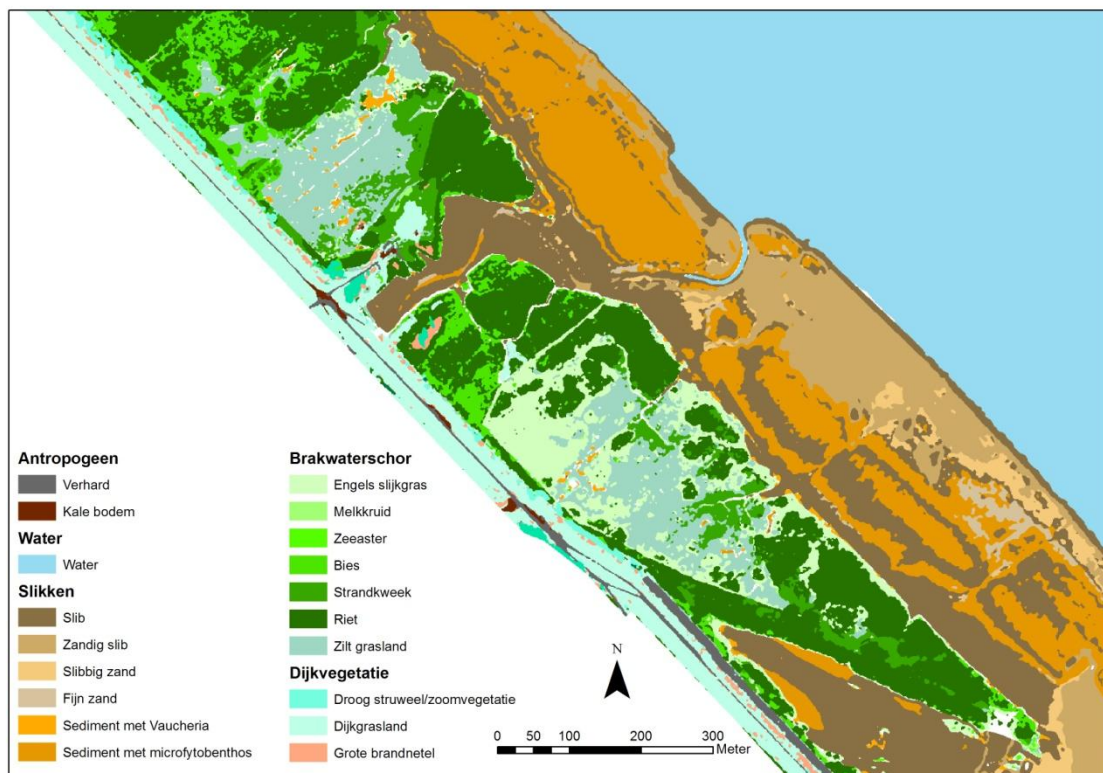 Antropogeen
Verhard
Kale bodem
Water
Water
Slikken
Slib
Zandig slib
Slibbig zand
Fijn zand
Sediment met Vaucheria
Sediment met microfytobenthos
Brakwaterschor
Engels slijkgras
Melkkruid
Zeeaster
Bies
Strandkweek
Riet
Zilt grasland
Dijkvegetatie
Droog struweel/zoomvegetatie
Dijkgrasland
Grote brandnetel
N
0 50 100 200 300
Meter